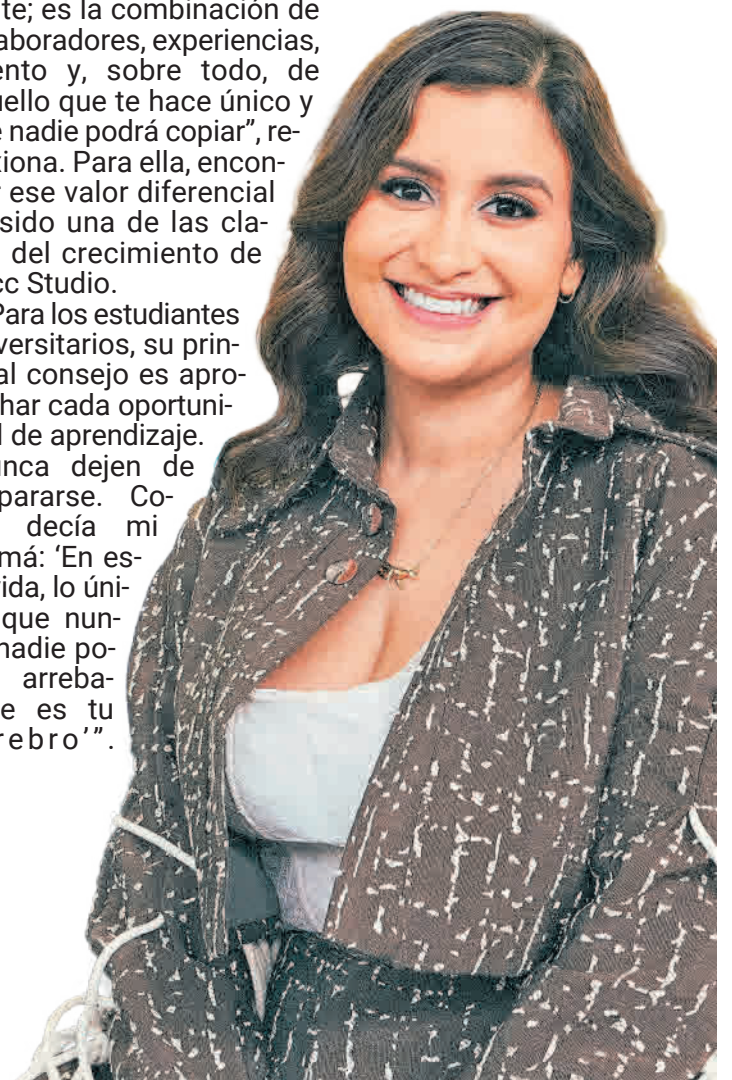 te; es la combinación de
aboradores, experiencias,
ento y, sobre todo, de
uello que te hace único y
e nadie podrá copiar”, re-
xiona. Para ella, encon-
r ese valor diferencial
sido una de las cla-
del crecimiento de
cc Studio.
Para los estudiantes
versitarios, su prin-
al consejo es apro-
har cada oportuni-
d de aprendizaje.
unca dejen de
pararse. Co-
decía mi
má: ‘En es-
vida, lo úni-
que nun-
nadie po-
arreba-
e es tu
rebro’”.